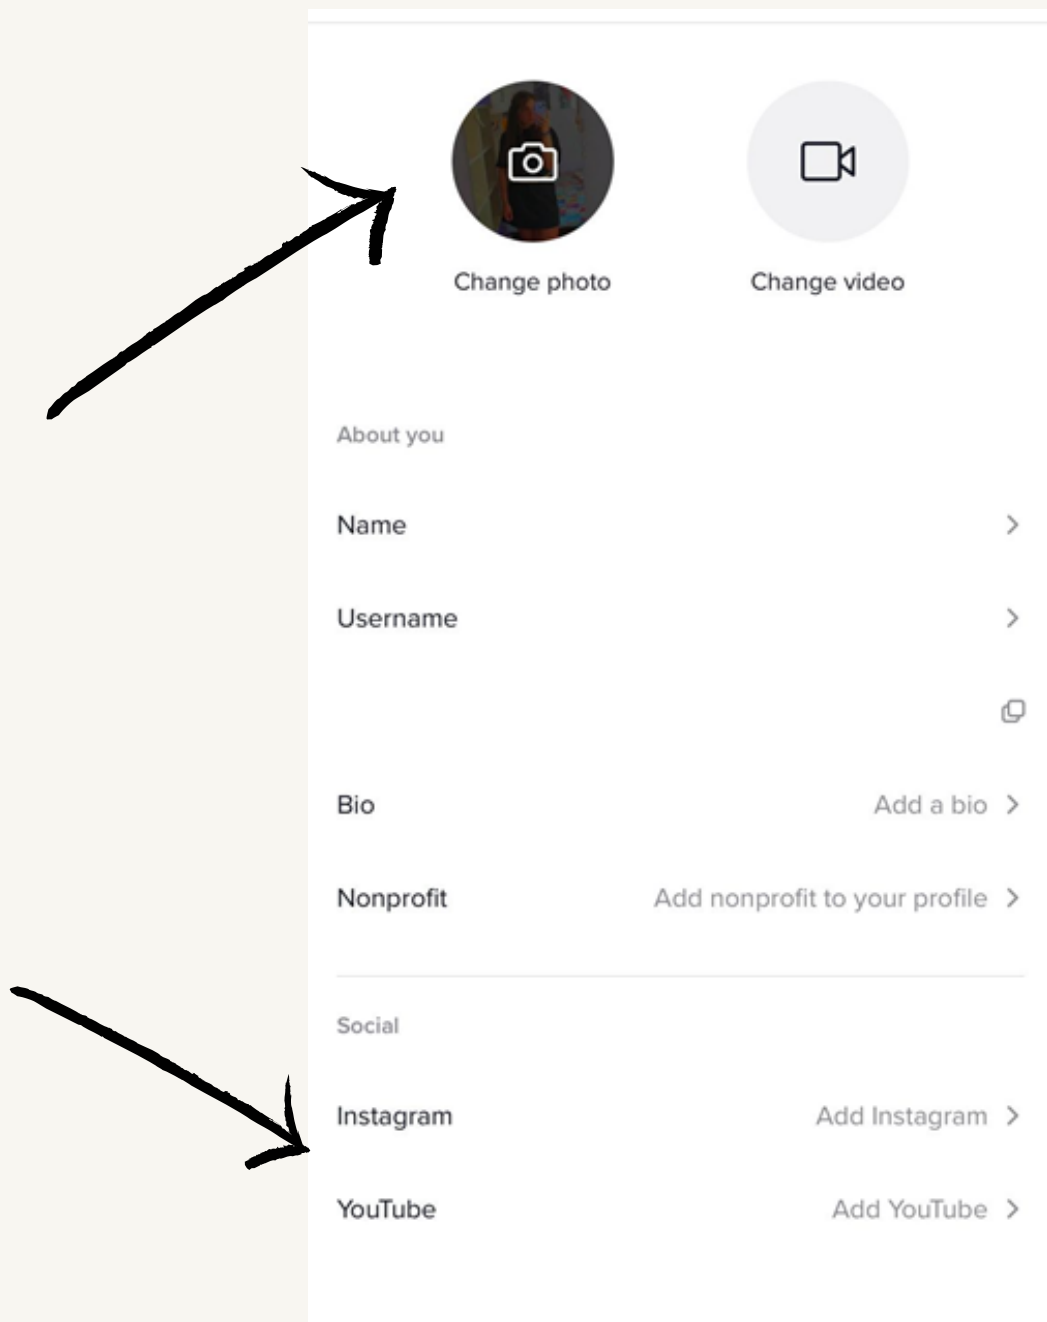 Change photo Change video
About you
Name
Username
Bio Add a bio
Nonprofit Add nonprofit to your profile
Social
Instagram Add Instagram
YouTube Add YouTube